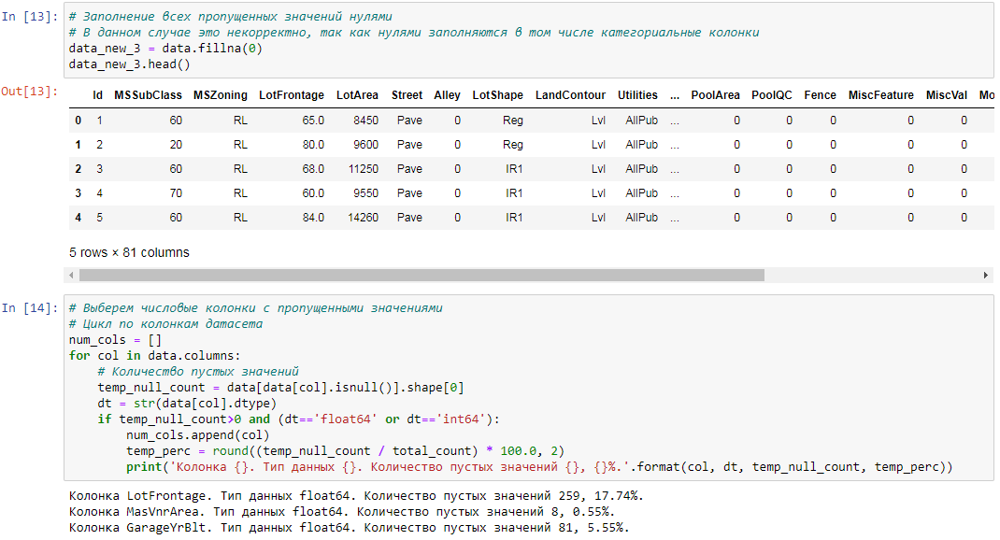 In [13]:
# Заполнение всех пропущенных значений нулями
# В данном случае это некорректно, так как нулями заполняются в том числе категориальные колонки
data_new_3 = data.fillna(0)
data_new_3.head()
Out[13]:
Id MSSubClass MSZoning LotFrontage LotArea Street Alley LotShape LandContour Utilities ... PoolArea PoolQC Fence MiscFeature MiscVal Mo
0 1 60 RL 65.0 8450 Pave 0 Reg Lvl AllPub ... 0 0 0 0 0
1 2 20 RL 80.0 9600 Pave 0 Reg Lvl AllPub ... 0 0 0 0 0
2 3 60 RL 68.0 11250 Pave 0 IR1 Lvl AllPub ... 0 0 0 0 0
3 4 70 RL 60.0 9550 Pave 0 IR1 Lvl AllPub ... 0 0 0 0 0
4 5 60 RL 84.0 14260 Pave 0 IR1 Lvl AllPub ... 0 0 0 0 0
5 rows × 81 columns
In [14]:
# Выберем числовые колонки с пропущенными значениями
# Цикл по колонкам датасета
num_cols = []
for col in data.columns:
    # Количество пустых значений
    temp_null_count = data[data[col].isnull()].shape[0]
    dt = str(data[col].dtype)
    if temp_null_count>0 and (dt=='float64' or dt=='int64'):
        num_cols.append(col)
        temp_perc = round((temp_null_count / total_count) * 100.0, 2)
        print('Колонка {}. Тип данных {}. Количество пустых значений {}, {}%.'.format(col, dt, temp_null_count, temp_perc))
Колонка LotFrontage. Тип данных float64. Количество пустых значений 259, 17.74%.
Колонка MasVnrArea. Тип данных float64. Количество пустых значений 8, 0.55%.
Колонка GarageYrBlt. Тип данных float64. Количество пустых значений 81, 5.55%.